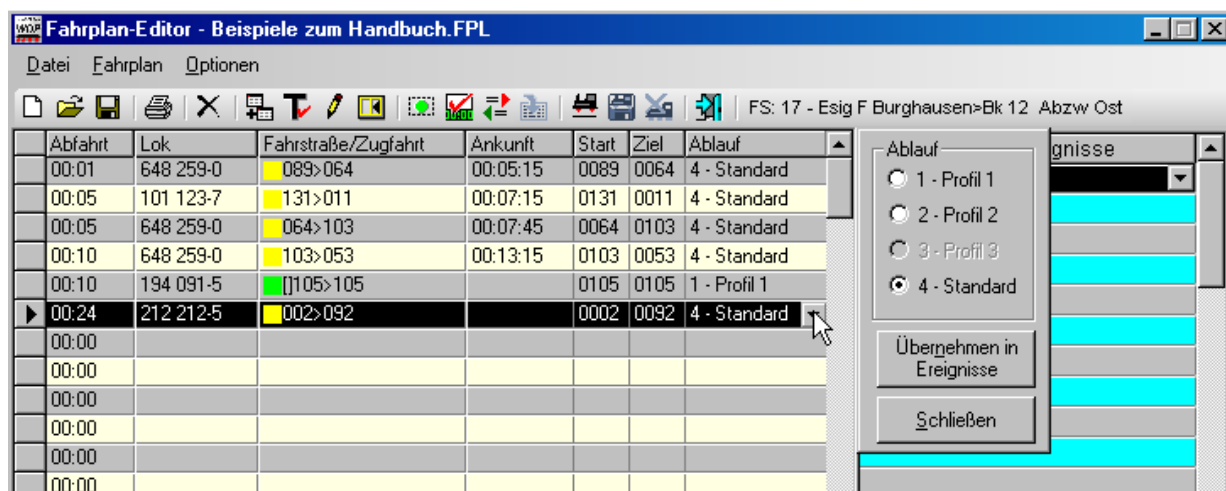 Fahrplan-Editor - Beispiele zum Handbuch.FPL
Datei Fahrplan Optionen
FS: 17 - Esig F Burghausen>Bk 12 Abzw Ost
Abfahrt Lok Fahrstraße/Zugfahrt Ankunft Start Ziel Ablauf
00:01 648 259-0 089>064 00:05:15 0089 0064 4 - Standard
00:05 101 123-7 131>011 00:07:15 0131 0011 4 - Standard
00:05 648 259-0 064>103 00:07:45 0064 0103 4 - Standard
00:10 648 259-0 103>053 00:13:15 0103 0053 4 - Standard
00:10 194 091-5 []105>105 0105 0105 1 - Profil 1
00:24 212 212-5 002>092 0002 0092 4 - Standard
00:00
00:00
00:00
00:00
00:00
00:00
Ablauf
1 - Profil 1
2 - Profil 2
3 - Profil 3
4 - Standard
Übernehmen in
Ereignisse
Schließen
gnisse